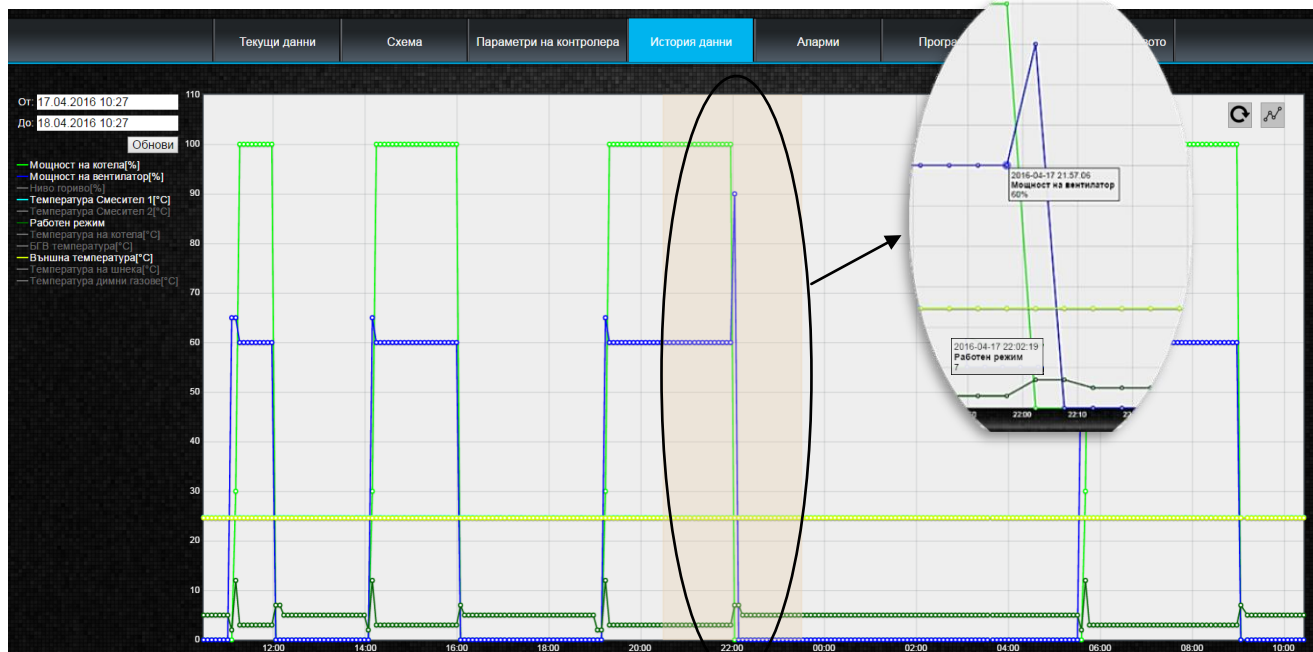 Текущи данни
Схема
Параметри на контролера
История данни
Аларми
Програ
ото
От: 17.04.2016 10:27
До: 18.04.2016 10:27
Обнови
Мощност на котела[%]
Мощност на вентилатор[%]
Ниво гориво[%]
Температура Смесител 1[°C]
Температура Смесител 2[°C]
Работен режим
Температура на котела[°C]
БГВ температура[°C]
Външна температура[°C]
Температура на шнека[°C]
Температура димни газове[°C]
110
100
90
80
70
60
50
40
30
20
10
0
12:00
14:00
16:00
18:00
20:00
22:00
00:00
02:00
04:00
06:00
08:00
10:00
2016-04-17 21:57:06
Мощност на вентилатор
60%
2016-04-17 22:02:19
Работен режим
7
22:00
22:10